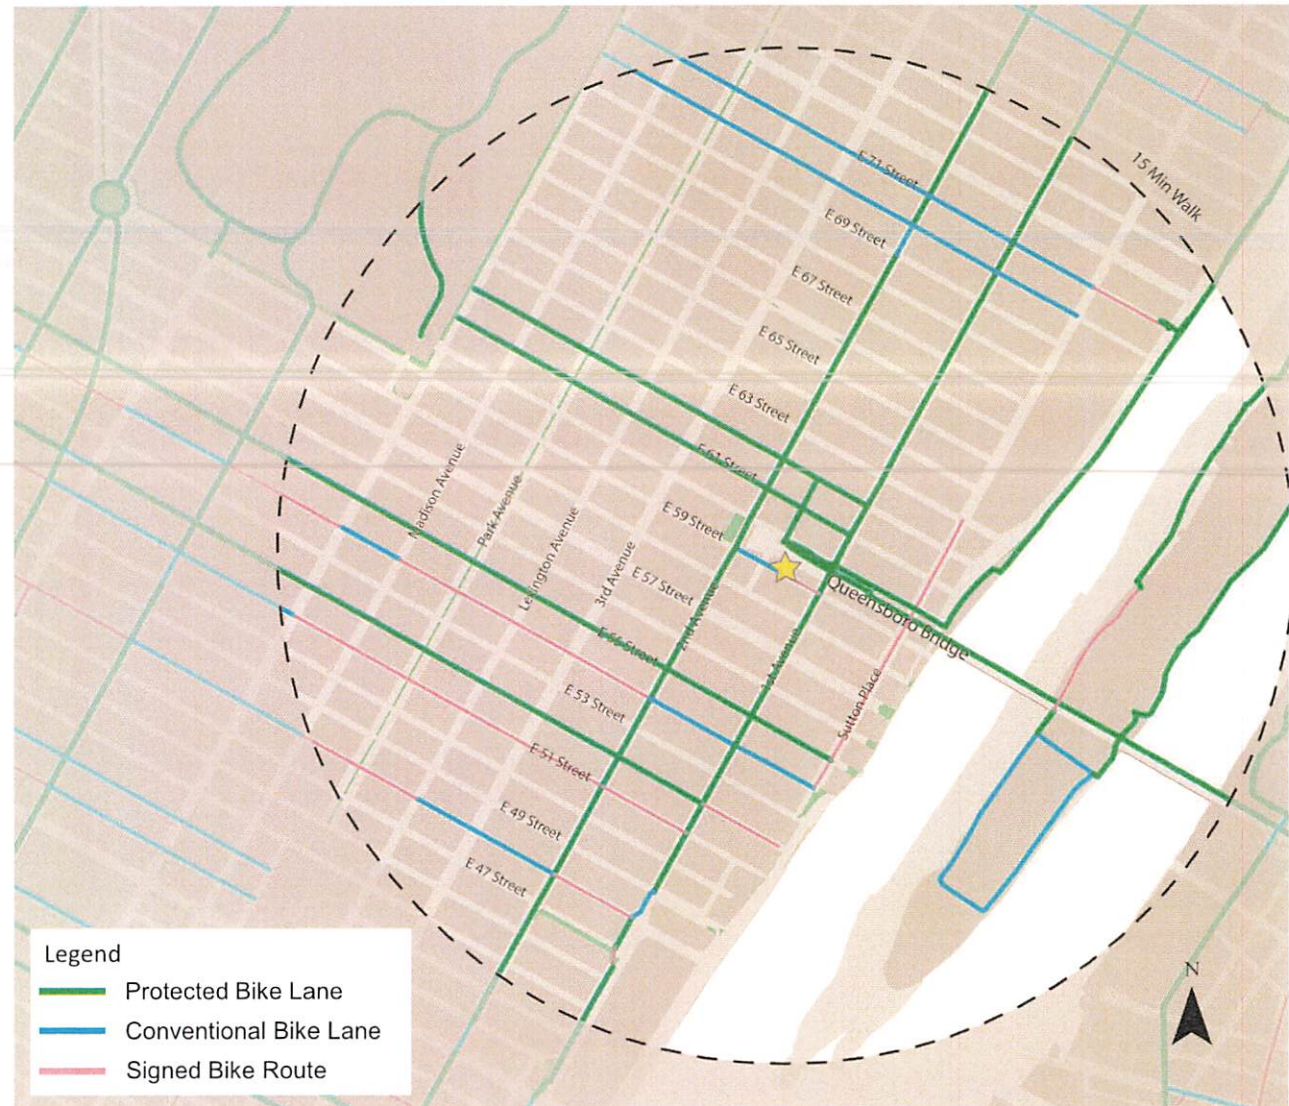 15 Min Walk
E 71 Street
E 69 Street
E 67 Street
E 65 Street
E 63 Street
E 61 Street
E 59 Street
E 57 Street
E 55 Street
E 53 Street
E 51 Street
E 49 Street
E 47 Street
Madison Avenue
Park Avenue
Lexington Avenue
3rd Avenue
2nd Avenue
1st Avenue
Sutton Place
Queensboro Bridge
N
Legend
Protected Bike Lane
Conventional Bike Lane
Signed Bike Route